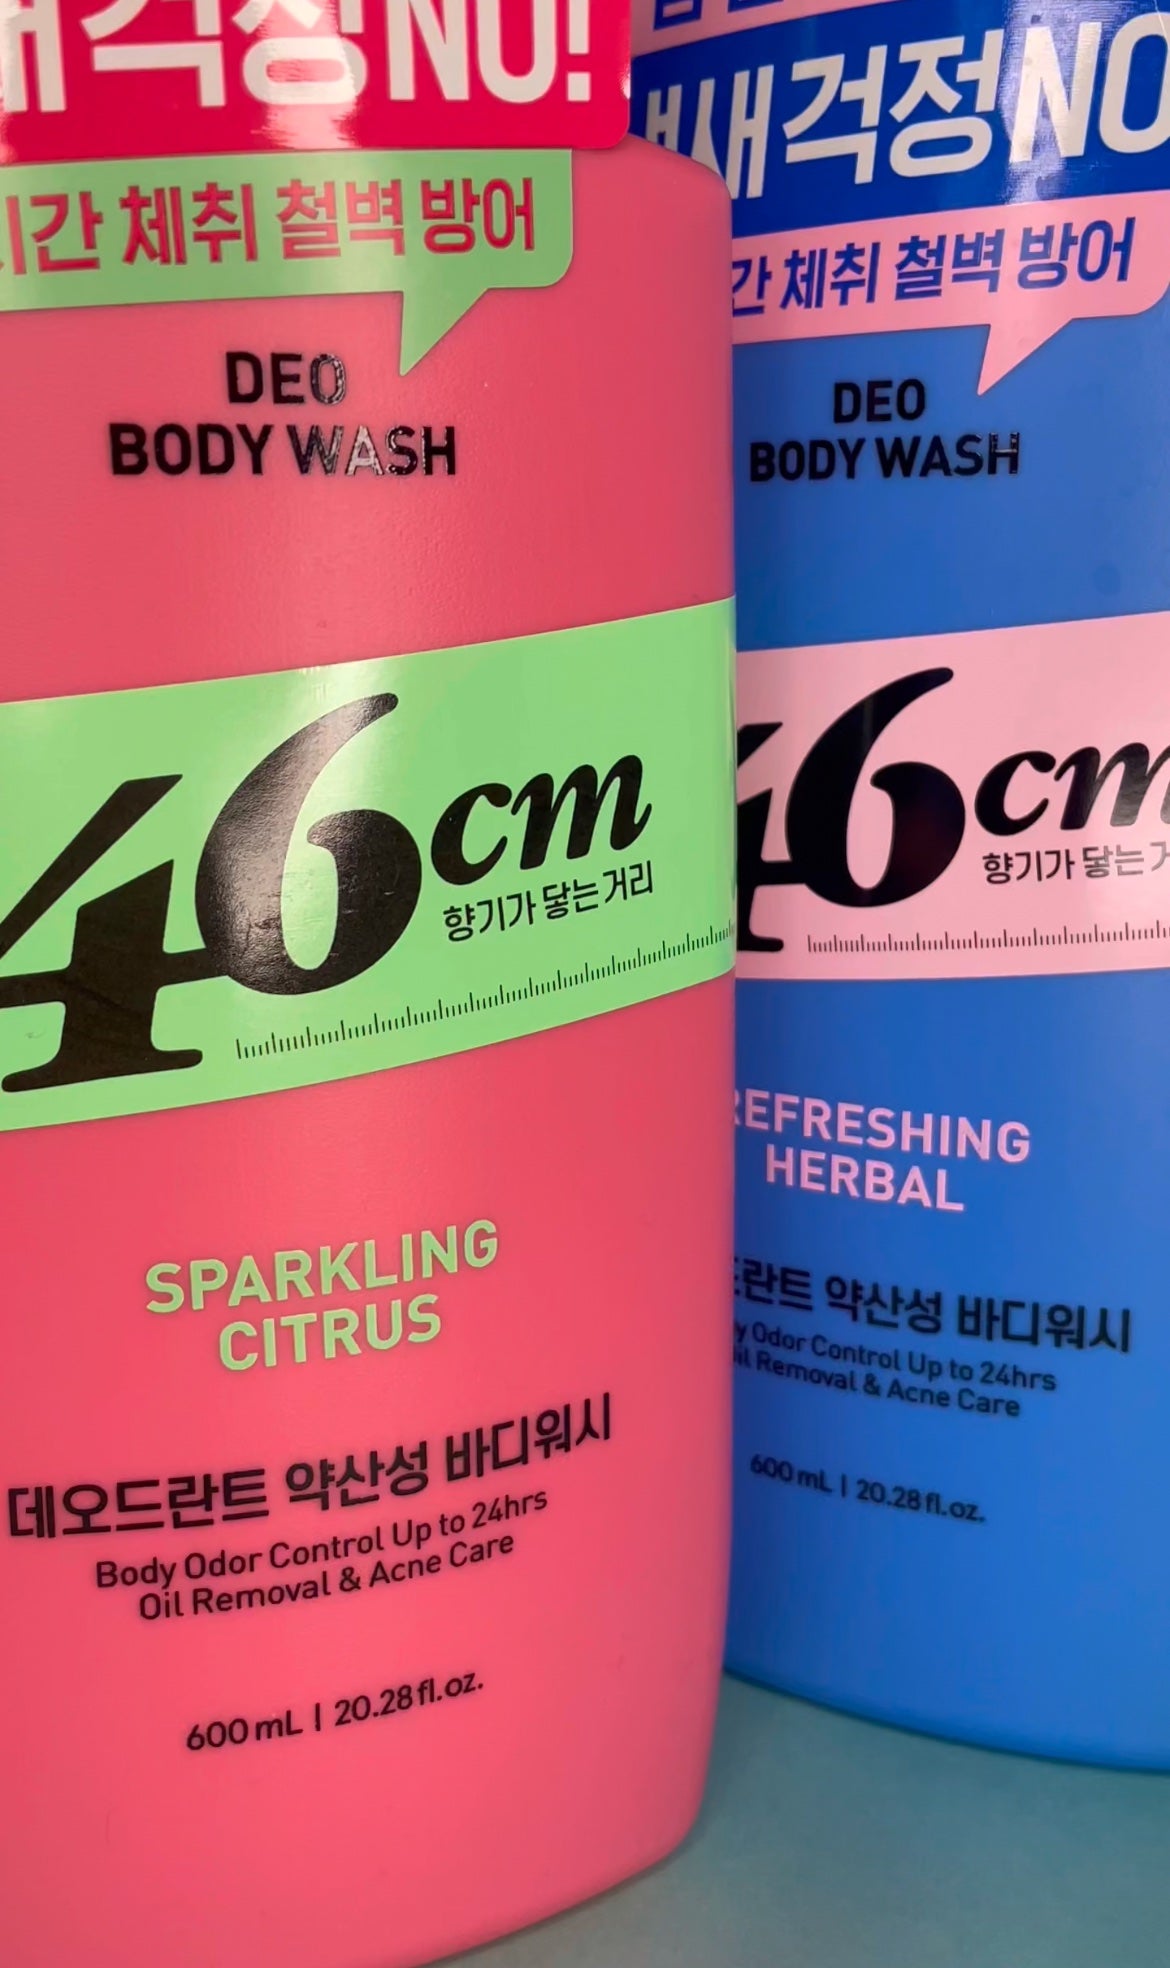 걱정NO!
체취 철벽 방어
DEO
BODY WASH
46cm
향기가 닿는 거리
SPARKLING
CITRUS
데오드란트 약산성 바디워시
Body Odor Control Up to 24hrs
Oil Removal & Acne Care
600 mL | 20.28 fl.oz.
냄새걱정NO
간 체취 철벽 방어
DEO
BODY WASH
46cm
향기가 닿는
REFRESHING
HERBAL
드란트 약산성 바디워시
y Odor Control Up to 24hrs
il Removal & Acne Care
600 mL | 20.28 fl.oz.